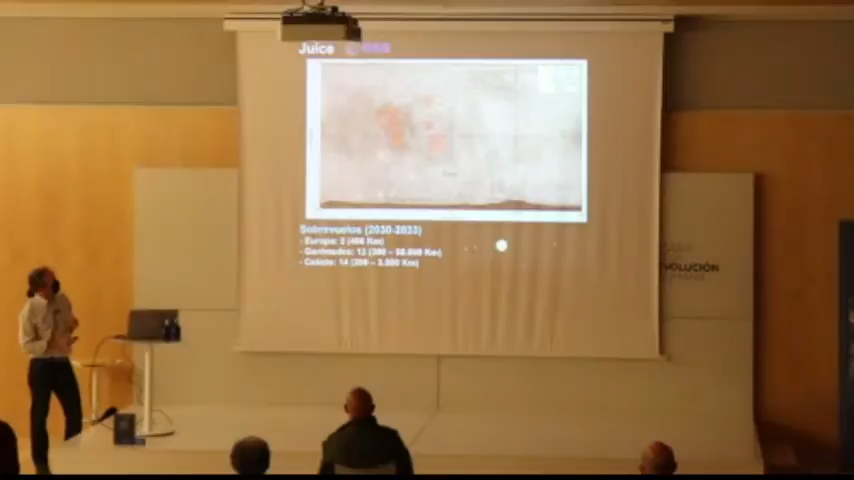 Juice
Sobrevuelos (2030-2033)
- Europa: 2 (400 Km)
- Ganímedes: 12 (300 – 50.000 Km)
- Calisto: 14 (200 – 3.500 Km)
VOLUCIÓN